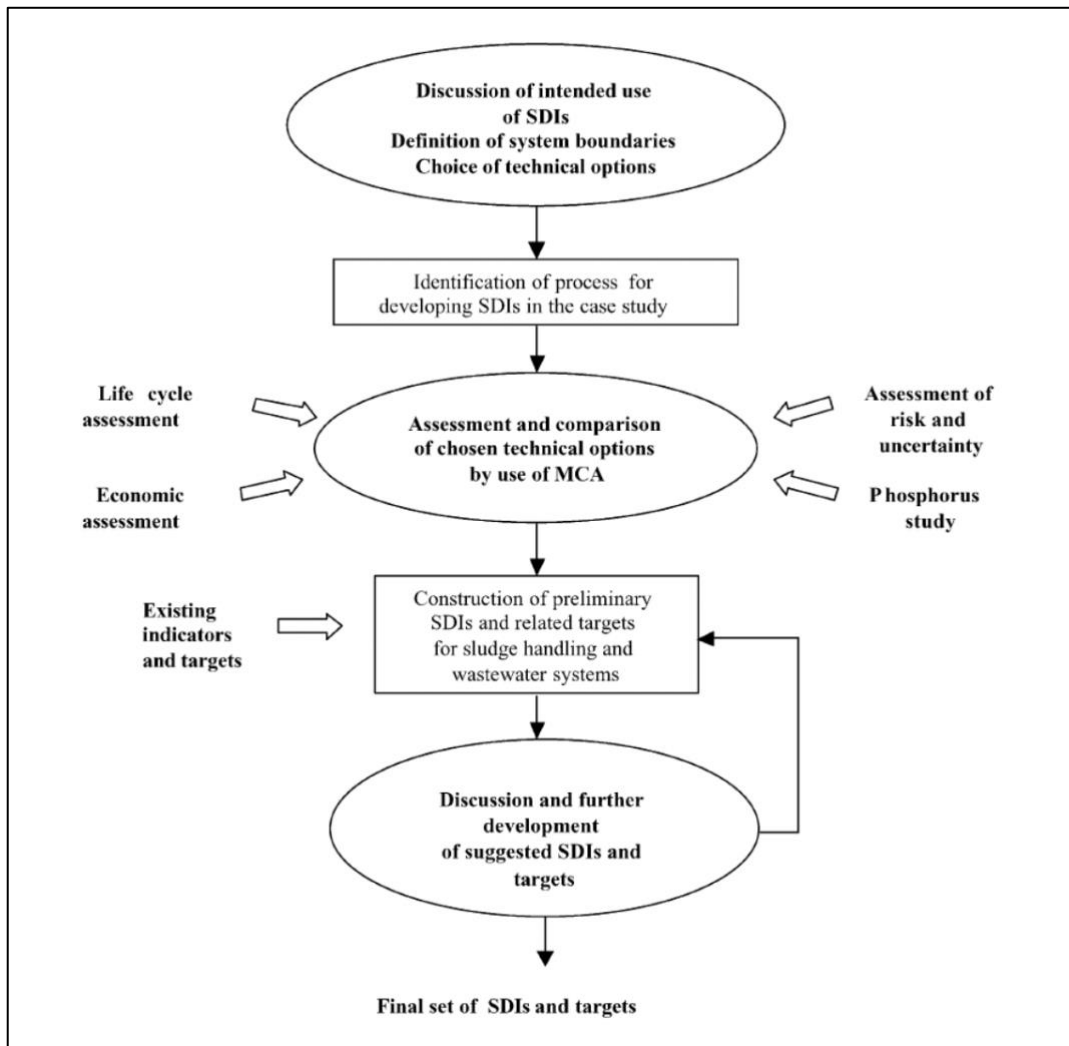 Discussion of intended use
of SDIs
Definition of system boundaries
Choice of technical options
Identification of process for
developing SDIs in the case study
Life cycle
assessment
Economic
assessment
Assessment and comparison
of chosen technical options
by use of MCA
Assessment of
risk and
uncertainty
Phosphorus
study
Existing
indicators
and targets
Construction of preliminary
SDIs and related targets
for sludge handling and
wastewater systems
Discussion and further
development
of suggested SDIs and
targets
Final set of SDIs and targets